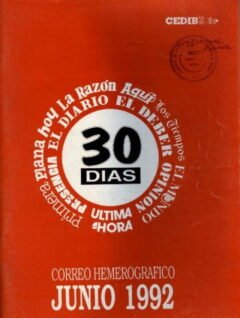 CEDIB
Primera Plana hoy La Razón Aquí Los Tiempos EL MUNDO
PRESENCIA EL DIARIO EL DEBER OPINIÓN
ULTIMA HORA
30
DIAS
CORREO HEMEROGRAFICO
JUNIO 1992